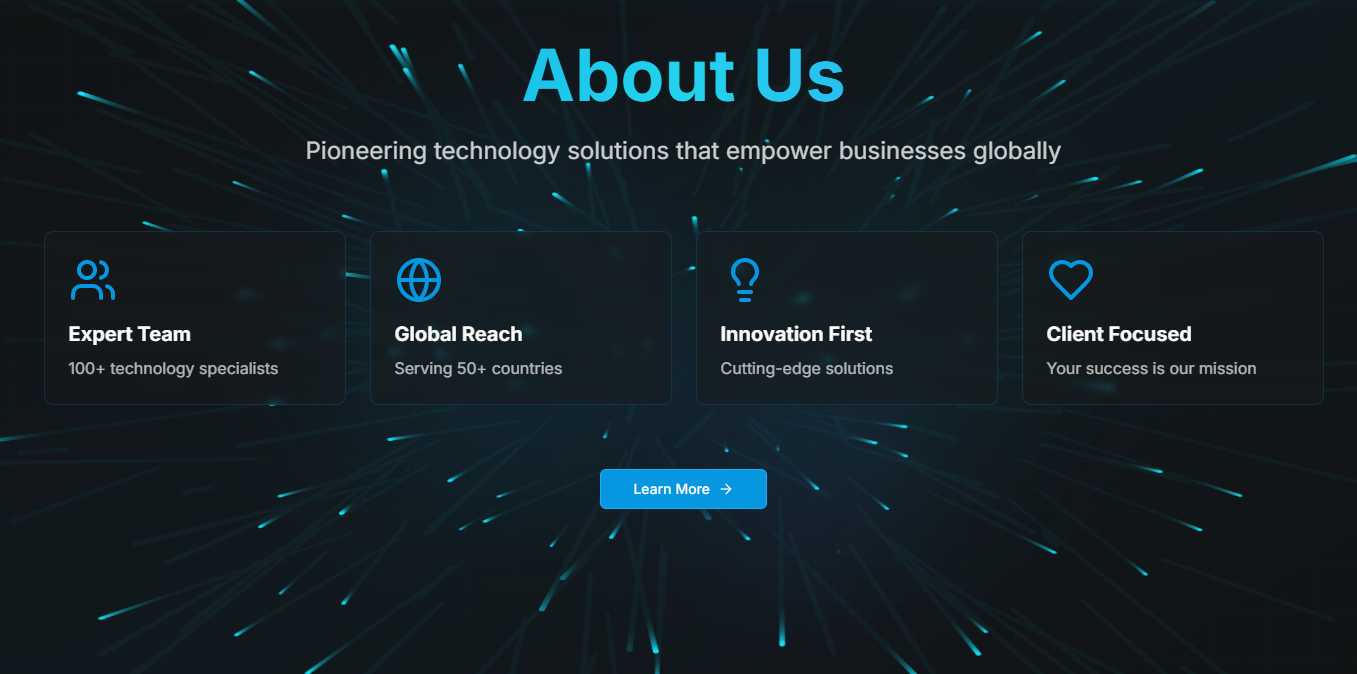 About Us
Pioneering technology solutions that empower businesses globally
Expert Team
100+ technology specialists
Global Reach
Serving 50+ countries
Innovation First
Cutting-edge solutions
Client Focused
Your success is our mission
Learn More